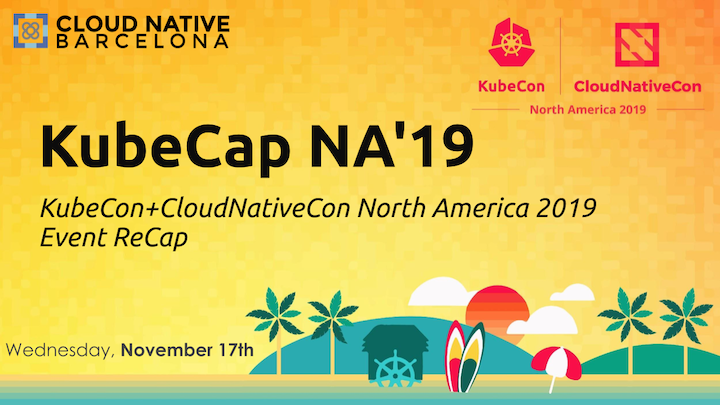 CLOUD NATIVE
BARCELONA
KubeCon
CloudNativeCon
North America 2019
KubeCap NA'19
KubeCon+CloudNativeCon North America 2019
Event ReCap
Wednesday, November 17th